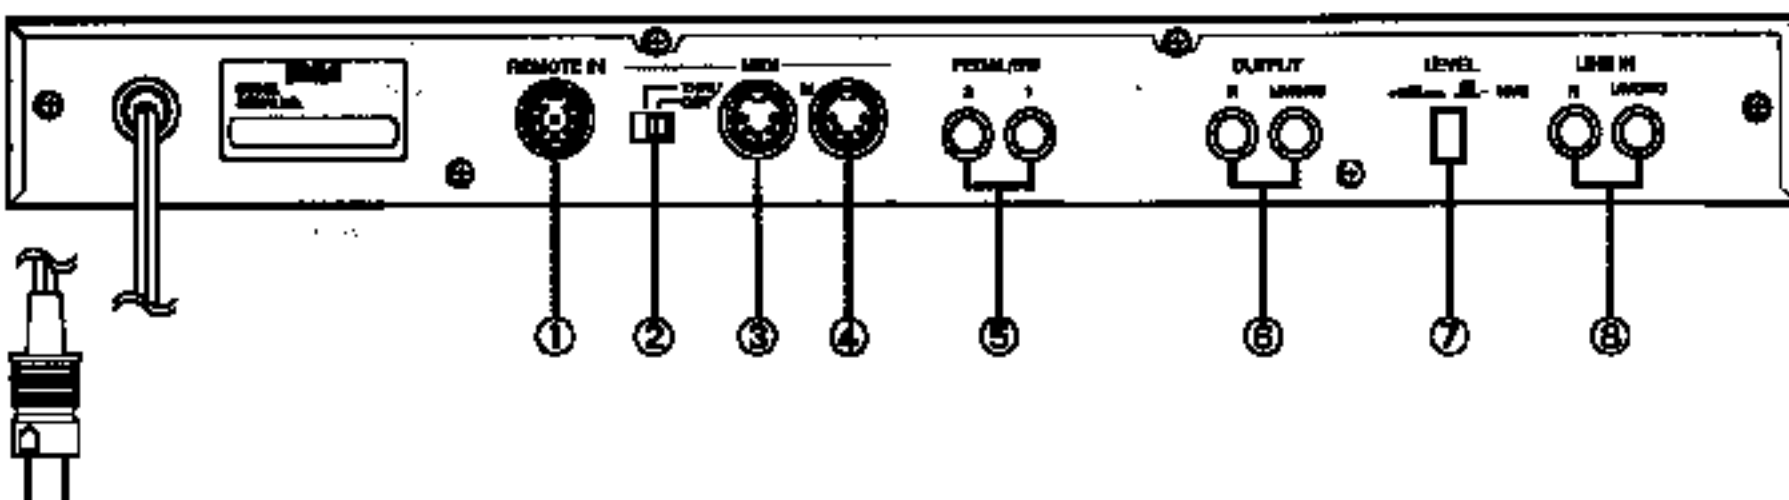 REMOTE IN
MIDI
THRU/
OUT
IN
PEDAL/SW
2 1
OUTPUT
R L/MONO
LEVEL
LINE IN
R L/MONO
① ② ③ ④ ⑤ ⑥ ⑦ ⑧